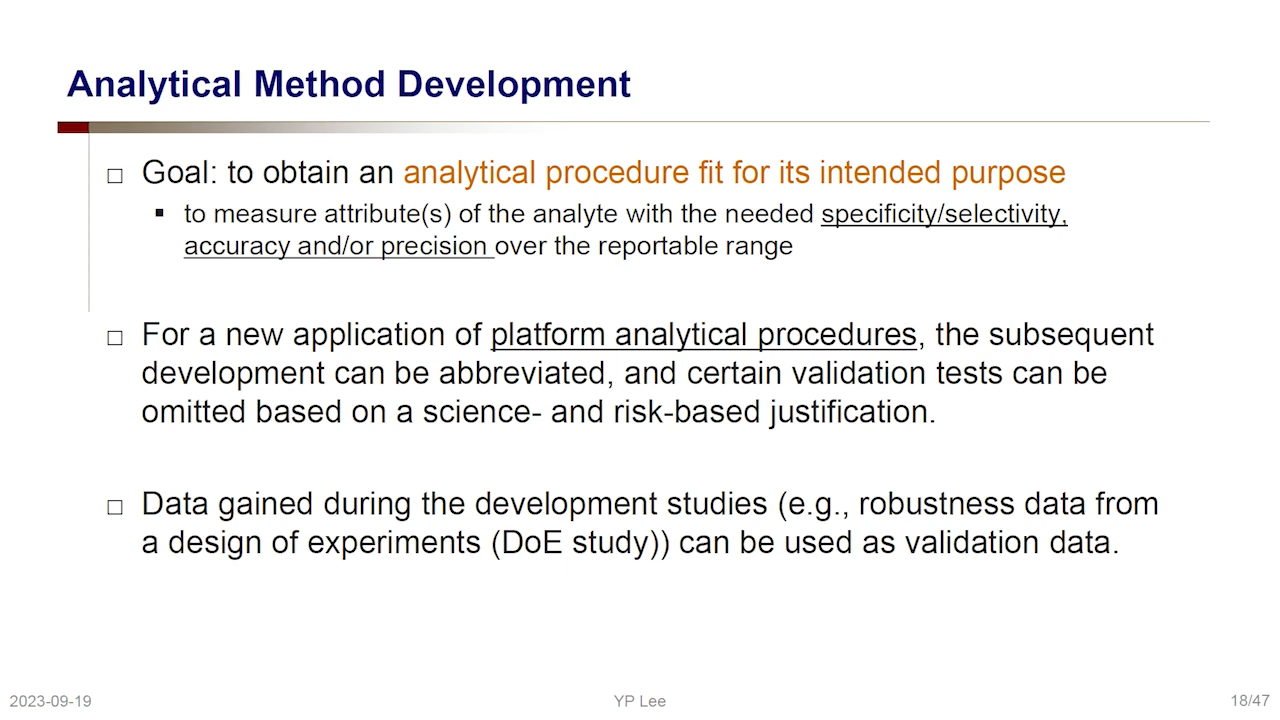 Analytical Method Development
Goal: to obtain an analytical procedure fit for its intended purpose
to measure attribute(s) of the analyte with the needed specificity/selectivity,
accuracy and/or precision over the reportable range
For a new application of platform analytical procedures, the subsequent
development can be abbreviated, and certain validation tests can be
omitted based on a science- and risk-based justification.
Data gained during the development studies (e.g., robustness data from
a design of experiments (DoE study)) can be used as validation data.
2023-09-19
YP Lee
18/47